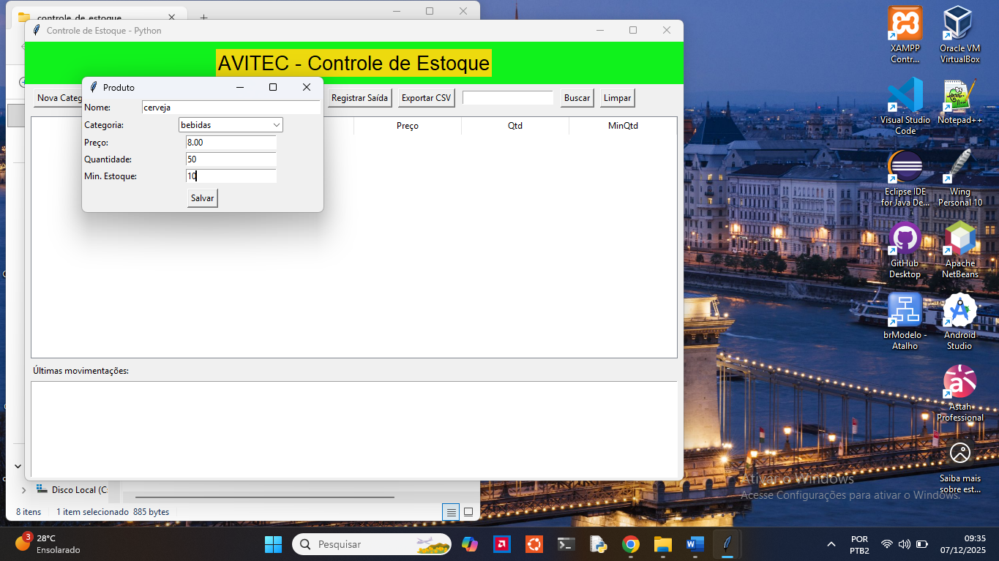 controle_de_estoque
Controle de Estoque - Python
AVITEC - Controle de Estoque
Nova Categ
Registrar Saída
Exportar CSV
Buscar
Limpar
Produto
Nome:
cerveja
Categoria:
bebidas
Preço:
8.00
Quantidade:
50
Min. Estoque:
10
Salvar
Preço
Qtd
MinQtd
Últimas movimentações:
Disco Local (C:
8 itens
1 item selecionado 885 bytes
XAMPP
Contr...
Oracle VM
VirtualBox
Visual Studio
Code
Notepad++
Eclipse IDE
for Java De...
Wing
Personal 10
GitHub
Desktop
Apache
NetBeans
brModelo -
Atalho
Android
Studio
Astah
Professional
Saiba mais
sobre est...
Ativar o Windows
Acesse Configurações para ativar o Windows.
3
28°C
Ensolarado
Pesquisar
POR
PTB2
09:35
07/12/2025